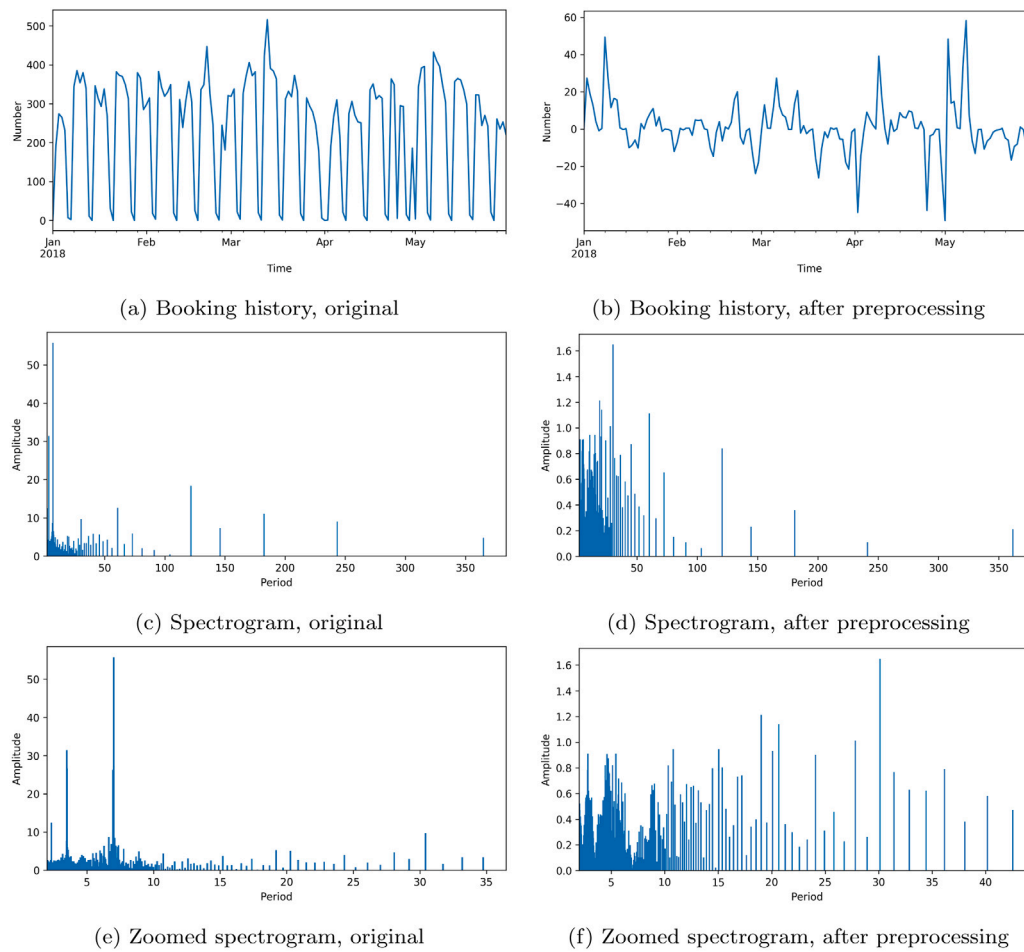 500
400
300
200
100
0
Number
Jan
2018
Feb
Mar
Apr
May
Time
(a) Booking history, original
60
40
20
0
−20
−40
Number
Jan
2018
Feb
Mar
Apr
May
Time
(b) Booking history, after preprocessing
50
40
30
20
10
0
Amplitude
50 100 150 200 250 300 350
Period
(c) Spectrogram, original
1.6
1.4
1.2
1.0
0.8
0.6
0.4
0.2
0.0
Amplitude
50 100 150 200 250 300 350
Period
(d) Spectrogram, after preprocessing
50
40
30
20
10
0
Amplitude
5 10 15 20 25 30 35
Period
(e) Zoomed spectrogram, original
1.6
1.4
1.2
1.0
0.8
0.6
0.4
0.2
0.0
Amplitude
5 10 15 20 25 30 35 40
Period
(f) Zoomed spectrogram, after preprocessing